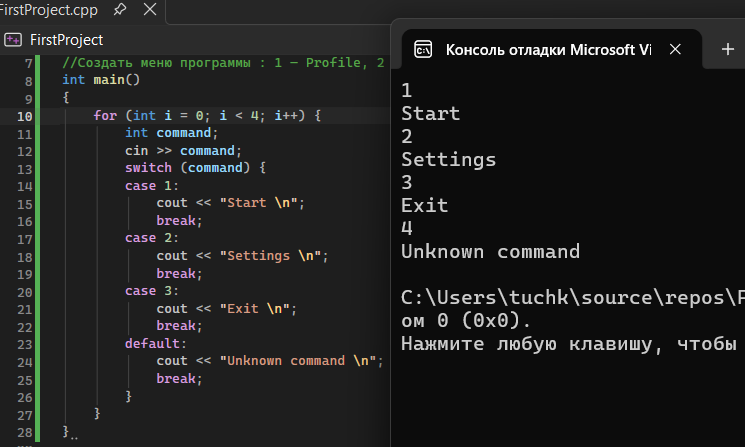 FirstProject.cpp
FirstProject
7 //Создать меню программы : 1 — Profile, 2
8 int main()
9 {
10 for (int i = 0; i < 4; i++) {
11 int command;
12 cin >> command;
13 switch (command) {
14 case 1:
15 cout << "Start \n";
16 break;
17 case 2:
18 cout << "Settings \n";
19 break;
20 case 3:
21 cout << "Exit \n";
22 break;
23 default:
24 cout << "Unknown command \n";
25 break;
26 }
27 }
28 }
Консоль отладки Microsoft Vi
1
Start
2
Settings
3
Exit
4
Unknown command
C:\Users\tuchk\source\repos\F
ом 0 (0x0).
Нажмите любую клавишу, чтобы